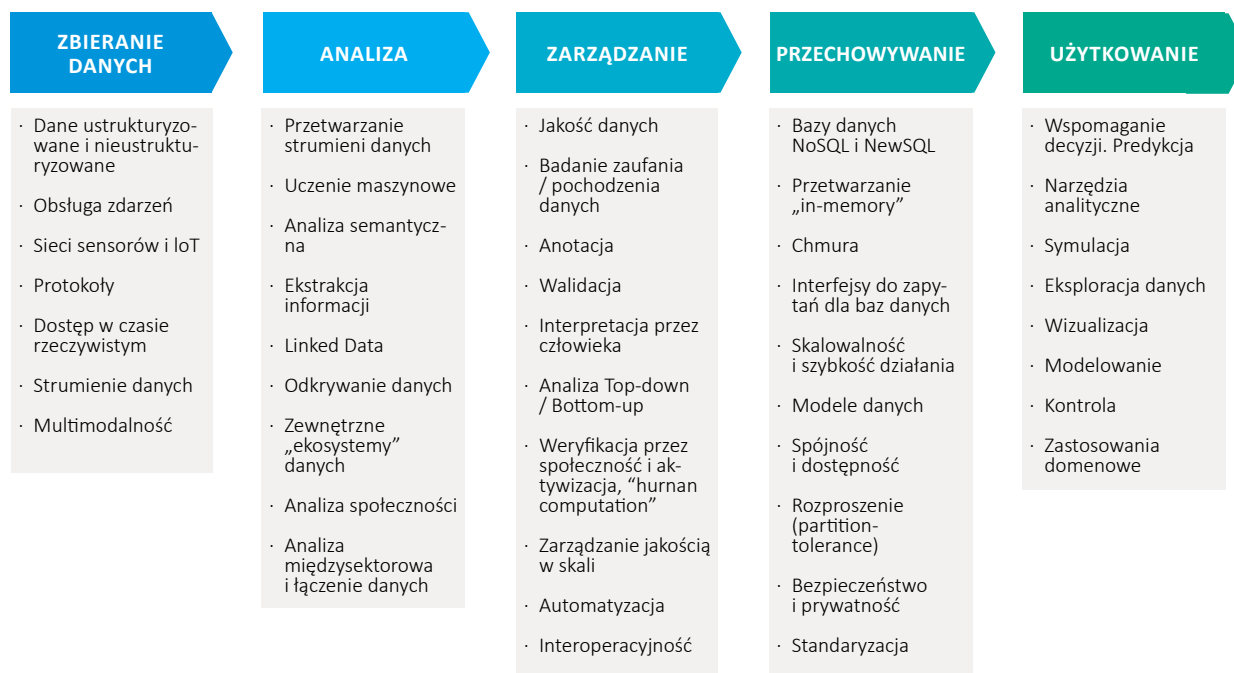 ZBIERANIE
DANYCH
· Dane ustrukturyzo-
wane i nieustruktu-
ryzowane
· Obsługa zdarzeń
· Sieci sensorów i IoT
· Protokoły
· Dostęp w czasie
rzeczywistym
· Strumienie danych
· Multimodalność
ANALIZA
· Przetwarzanie
strumieni danych
· Uczenie maszynowe
· Analiza semantycz-
na
· Ekstrakcja
informacji
· Linked Data
· Odkrywanie danych
· Zewnętrzne
„ekosystemy”
danych
· Analiza społeczności
· Analiza
międzysektorowa
i łączenie danych
ZARZĄDZANIE
· Jakość danych
· Badanie zaufania
/ pochodzenia
danych
· Anotacja
· Walidacja
· Interpretacja przez
człowieka
· Analiza Top-down
/ Bottom-up
· Weryfikacja przez
społeczność i ak-
tywizacja, “hurnan
computation”
· Zarządzanie jakością
w skali
· Automatyzacja
· Interoperacyjność
PRZECHOWYWANIE
· Bazy danych
NoSQL i NewSQL
· Przetwarzanie
„in-memory”
· Chmura
· Interfejsy do zapy-
tań dla baz danych
· Skalowalność
i szybkość działania
· Modele danych
· Spójność
i dostępność
· Rozproszenie
(partition-
tolerance)
· Bezpieczeństwo
i prywatność
· Standaryzacja
UŻYTKOWANIE
· Wspomaganie
decyzji. Predykcja
· Narzędzia
analityczne
· Symulacja
· Eksploracja danych
· Wizualizacja
· Modelowanie
· Kontrola
· Zastosowania
domenowe